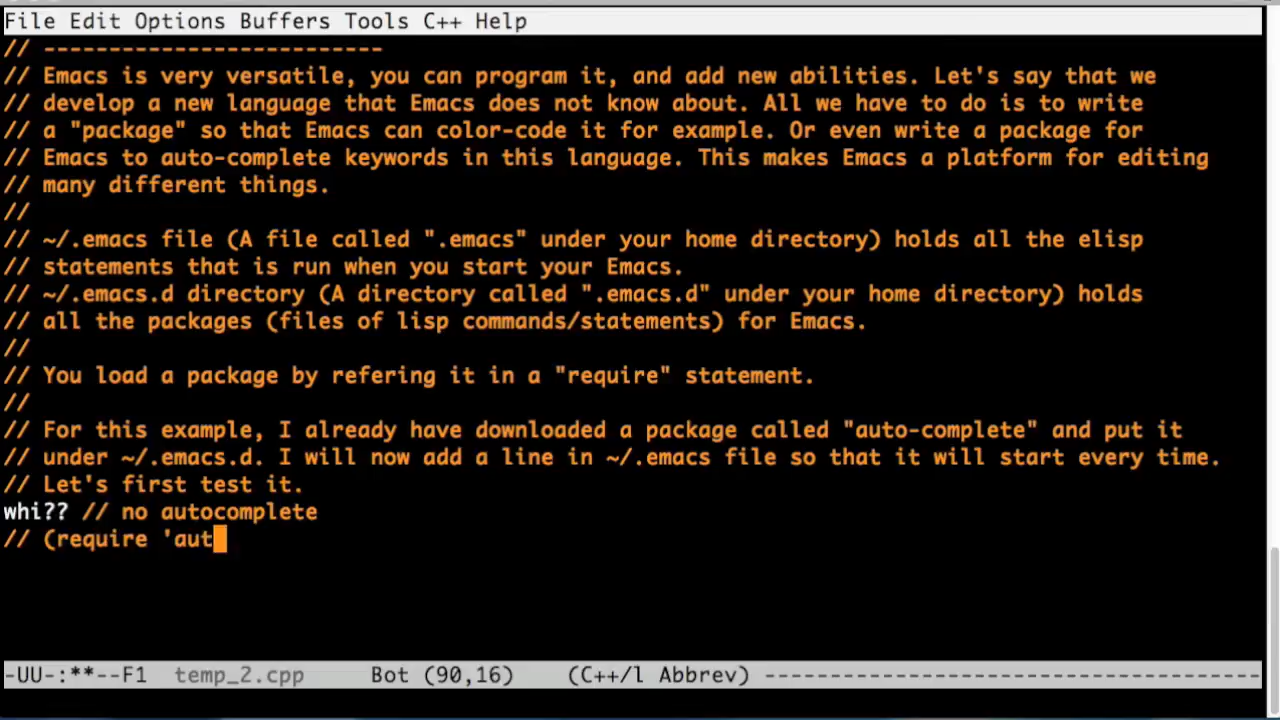 File Edit Options Buffers Tools C++ Help
// --------------------------
// Emacs is very versatile, you can program it, and add new abilities. Let's say that we
// develop a new language that Emacs does not know about. All we have to do is to write
// a "package" so that Emacs can color-code it for example. Or even write a package for
// Emacs to auto-complete keywords in this language. This makes Emacs a platform for editing
// many different things.
//
// ~/.emacs file (A file called ".emacs" under your home directory) holds all the elisp
// statements that is run when you start your Emacs.
// ~/.emacs.d directory (A directory called ".emacs.d" under your home directory) holds
// all the packages (files of lisp commands/statements) for Emacs.
//
// You load a package by refering it in a "require" statement.
//
// For this example, I already have downloaded a package called "auto-complete" and put it
// under ~/.emacs.d. I will now add a line in ~/.emacs file so that it will start every time.
// Let's first test it.
whi?? // no autocomplete
// (require 'aut
-UU-:**--F1  temp_2.cpp     Bot (90,16)    (C++/l Abbrev) --------------------------------------